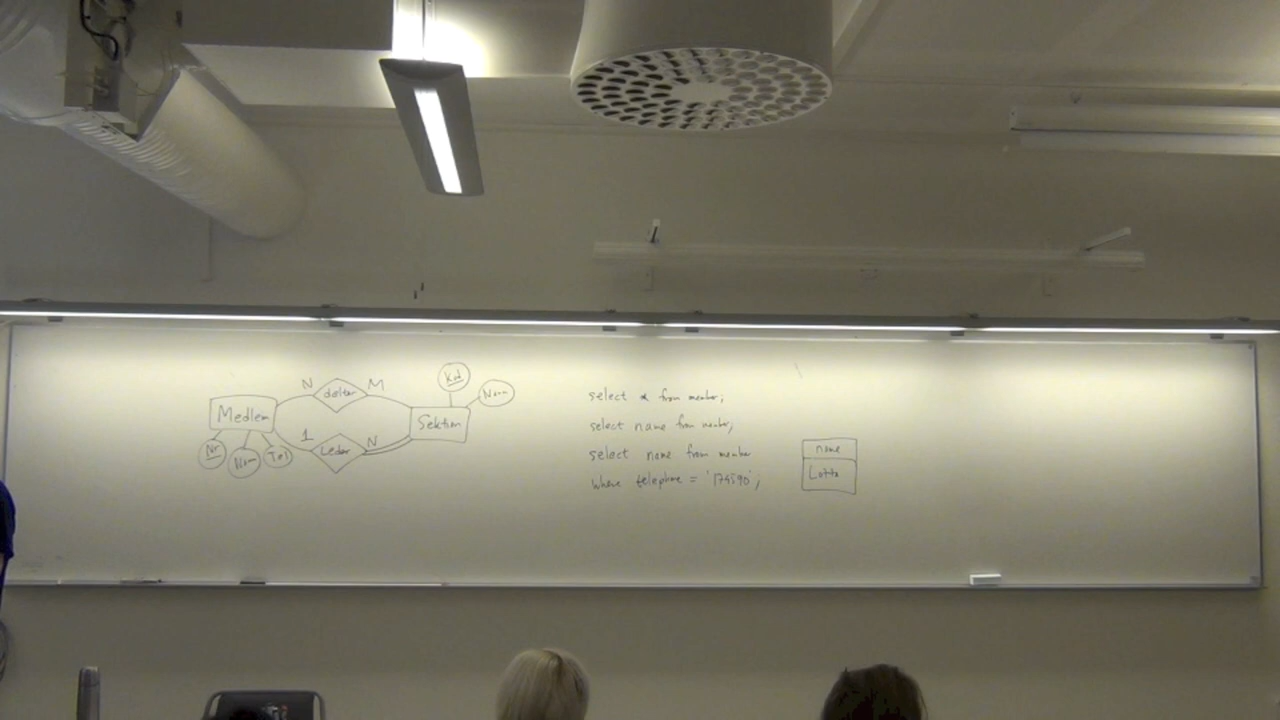 N
deltar
M
Kod
Namn
Medlem
Sektion
1
Leder
N
Nr
Namn
Tel
select * from member;
select name from member;
select name from member
where telephone = '174590';
name
Lotta